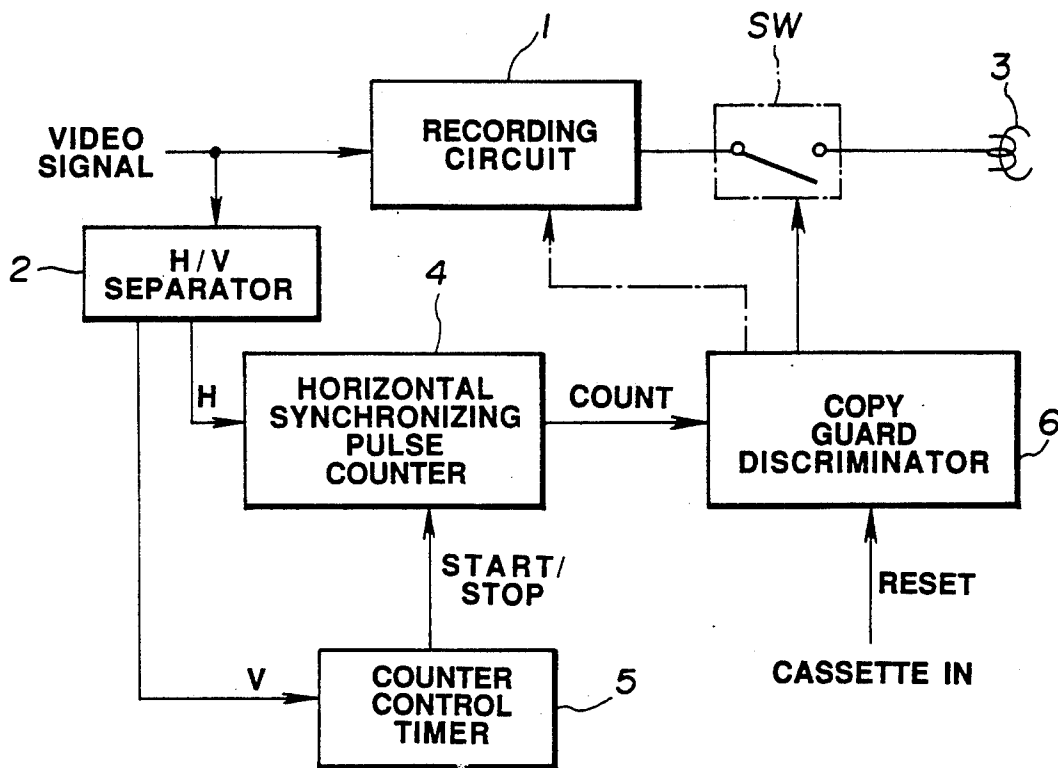 1
SW
3
VIDEO
SIGNAL
RECORDING
CIRCUIT
2
H/V
SEPARATOR
4
H
HORIZONTAL
SYNCHRONIZING
PULSE
COUNTER
COUNT
COPY
GUARD
DISCRIMINATOR
6
START/
STOP
RESET
CASSETTE IN
V
COUNTER
CONTROL
TIMER
5